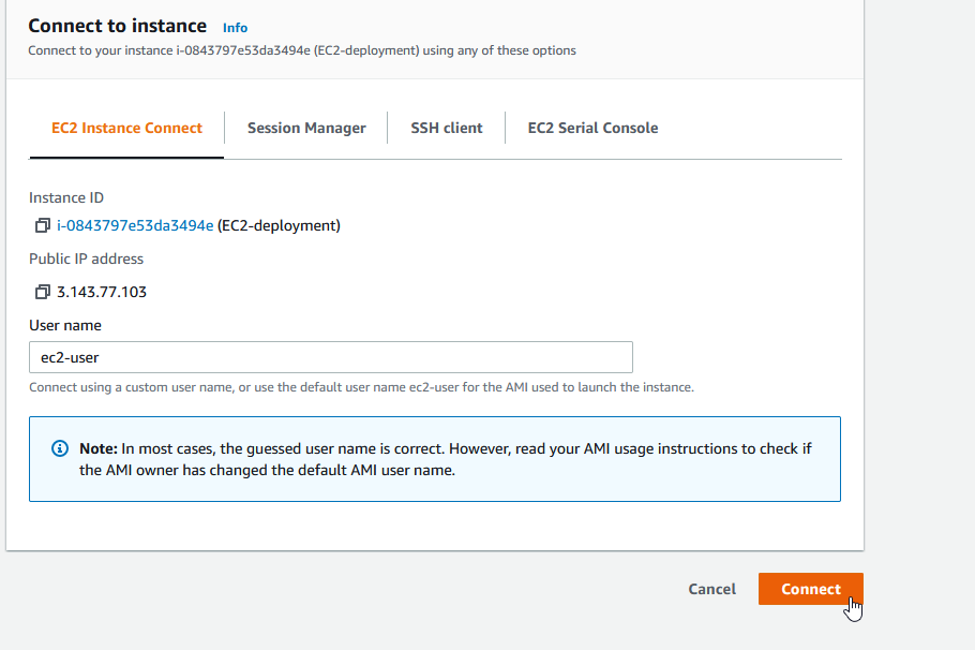 Connect to instance Info
Connect to your instance i-0843797e53da3494e (EC2-deployment) using any of these options
EC2 Instance Connect
Session Manager
SSH client
EC2 Serial Console
Instance ID
i-0843797e53da3494e (EC2-deployment)
Public IP address
3.143.77.103
User name
ec2-user
Connect using a custom user name, or use the default user name ec2-user for the AMI used to launch the instance.
Note: In most cases, the guessed user name is correct. However, read your AMI usage instructions to check if
the AMI owner has changed the default AMI user name.
Cancel
Connect